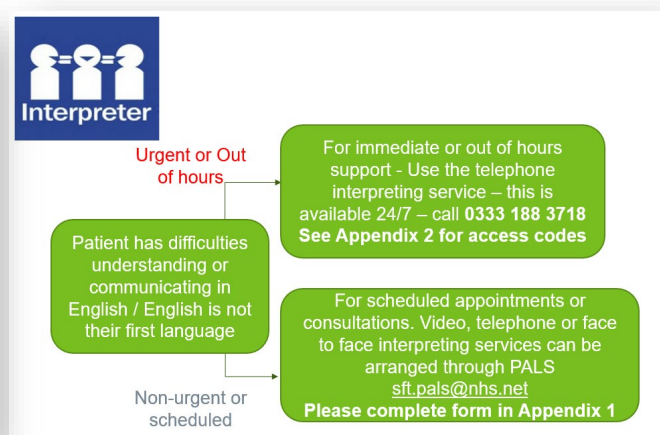 Interpreter
Urgent or Out
of hours
For immediate or out of hours
support - Use the telephone
interpreting service – this is
available 24/7 – call 0333 188 3718
See Appendix 2 for access codes
Patient has difficulties
understanding or
communicating in
English / English is not
their first language
For scheduled appointments or
consultations. Video, telephone or face
to face interpreting services can be
arranged through PALS
sft.pals@nhs.net
Please complete form in Appendix 1
Non-urgent or
scheduled